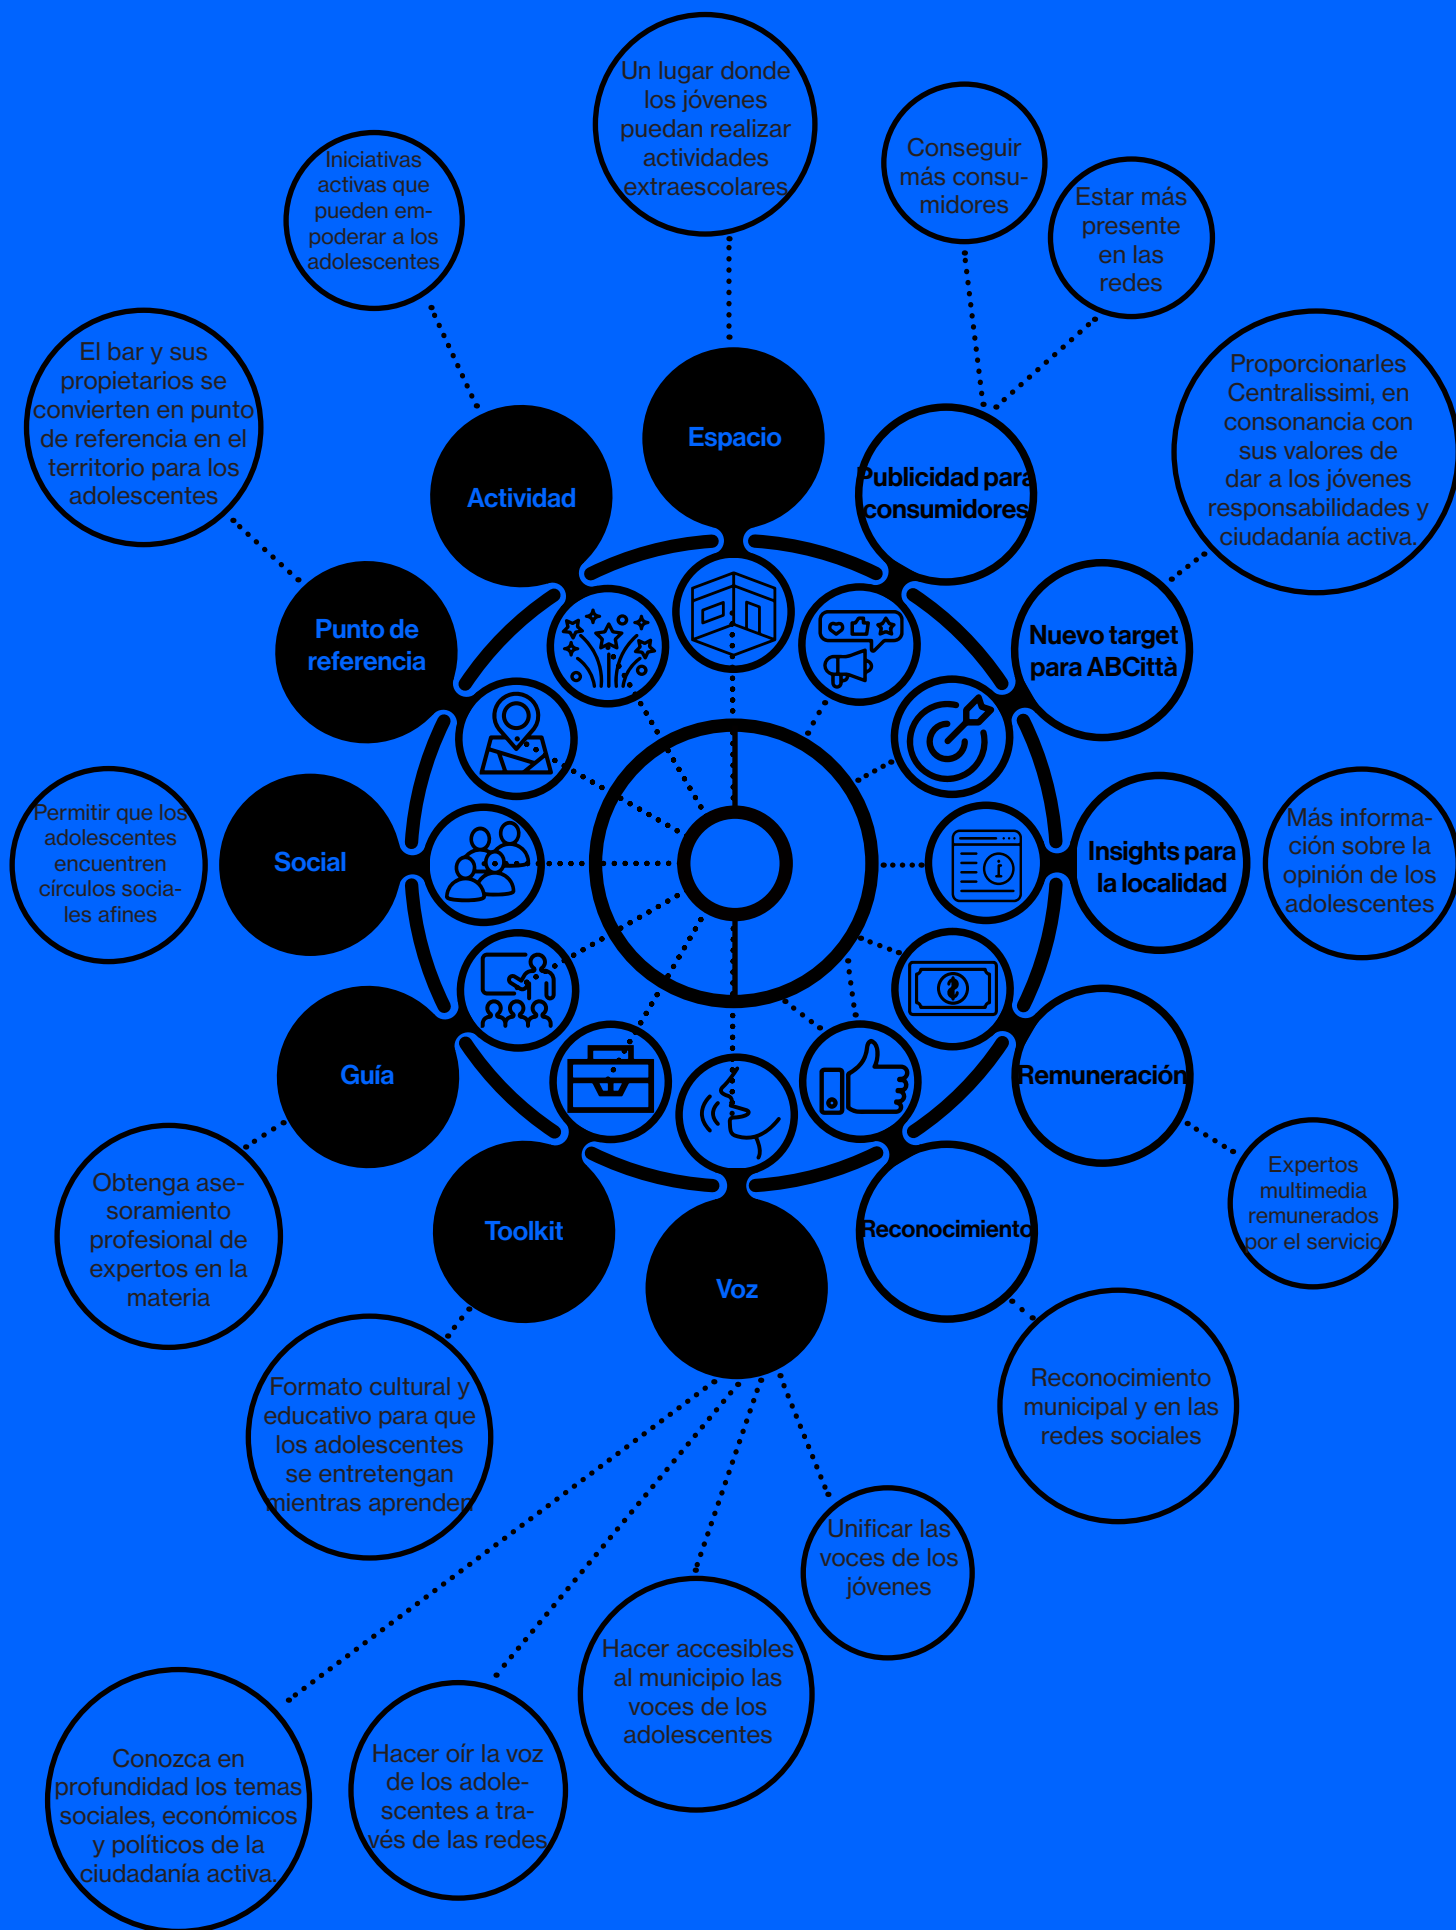 Un lugar donde
los jóvenes
puedan realizar
actividades
extraescolares
Conseguir
más consu-
midores
Iniciativas
activas que
pueden em-
poderar a los
adolescentes
Estar más
presente
en las
redes
El bar y sus
propietarios se
convierten en punto
de referencia en el
territorio para los
adolescentes
Proporcionarles
Centralissimi, en
consonancia con
sus valores de
dar a los jóvenes
responsabilidades y
ciudadanía activa.
Espacio
Actividad
Publicidad para
consumidores
Punto de
referencia
Nuevo target
para ABCittà
Permitir que los
adolescentes
encuentren
círculos socia-
les afines
Social
Insights para
la localidad
Más informa-
ción sobre la
opinión de los
adolescentes
Guía
Remuneración
Obtenga ase-
soramiento
profesional de
expertos en la
materia
Toolkit
Voz
Reconocimiento
Expertos
multimedia
remunerados
por el servicio
Formato cultural y
educativo para que
los adolescentes
se entretengan
mientras aprenden
Reconocimiento
municipal y en las
redes sociales
Unificar las
voces de los
jóvenes
Hacer accesibles
al municipio las
voces de los
adolescentes
Hacer oír la voz
de los adole-
scentes a tra-
vés de las redes
Conozca en
profundidad los temas
sociales, económicos
y políticos de la
ciudadanía activa.